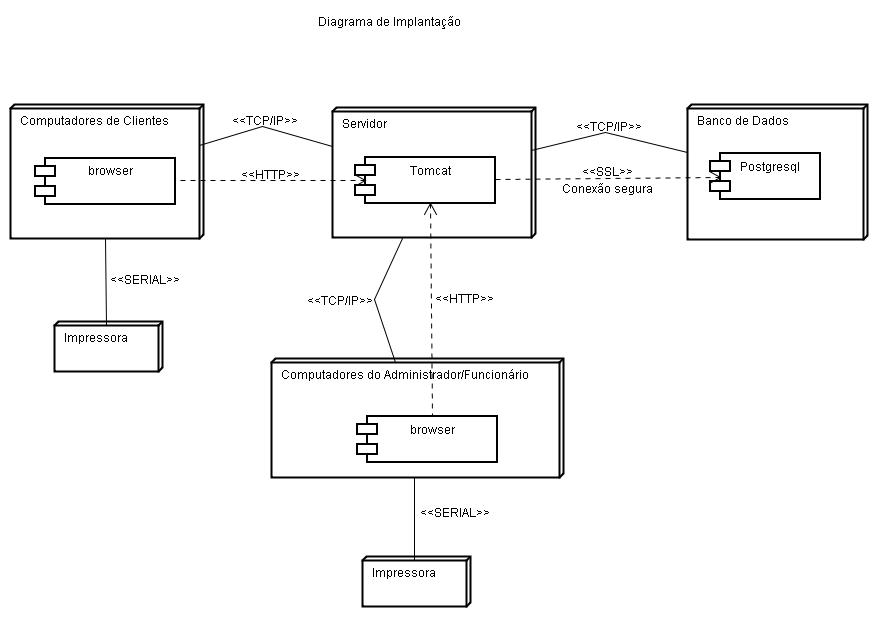 Diagrama de Implantação
Computadores de Clientes
browser
<<TCP/IP>>
<<HTTP>>
Servidor
Tomcat
<<TCP/IP>>
<<SSL>>
Conexão segura
Banco de Dados
Postgresql
<<SERIAL>>
Impressora
<<TCP/IP>>
<<HTTP>>
Computadores do Administrador/Funcionário
browser
<<SERIAL>>
Impressora